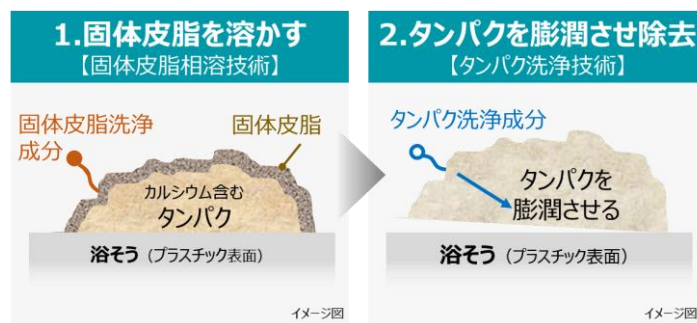 1.固体皮脂を溶かす
【固体皮脂相溶技術】
固体皮脂洗浄
成分
固体皮脂
カルシウム含む
タンパク
浴そう（プラスチック表面）
イメージ図
2.タンパクを膨潤させ除去
【タンパク洗浄技術】
タンパク洗浄成分
タンパクを
膨潤させる
浴そう（プラスチック表面）
イメージ図